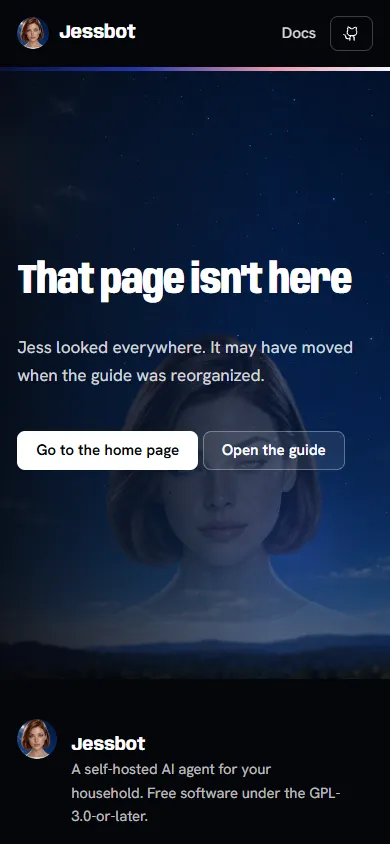 Jessbot
Docs
That page isn't here
Jess looked everywhere. It may have moved
when the guide was reorganized.
Go to the home page
Open the guide
Jessbot
A self-hosted AI agent for your
household. Free software under the GPL-
3.0-or-later.